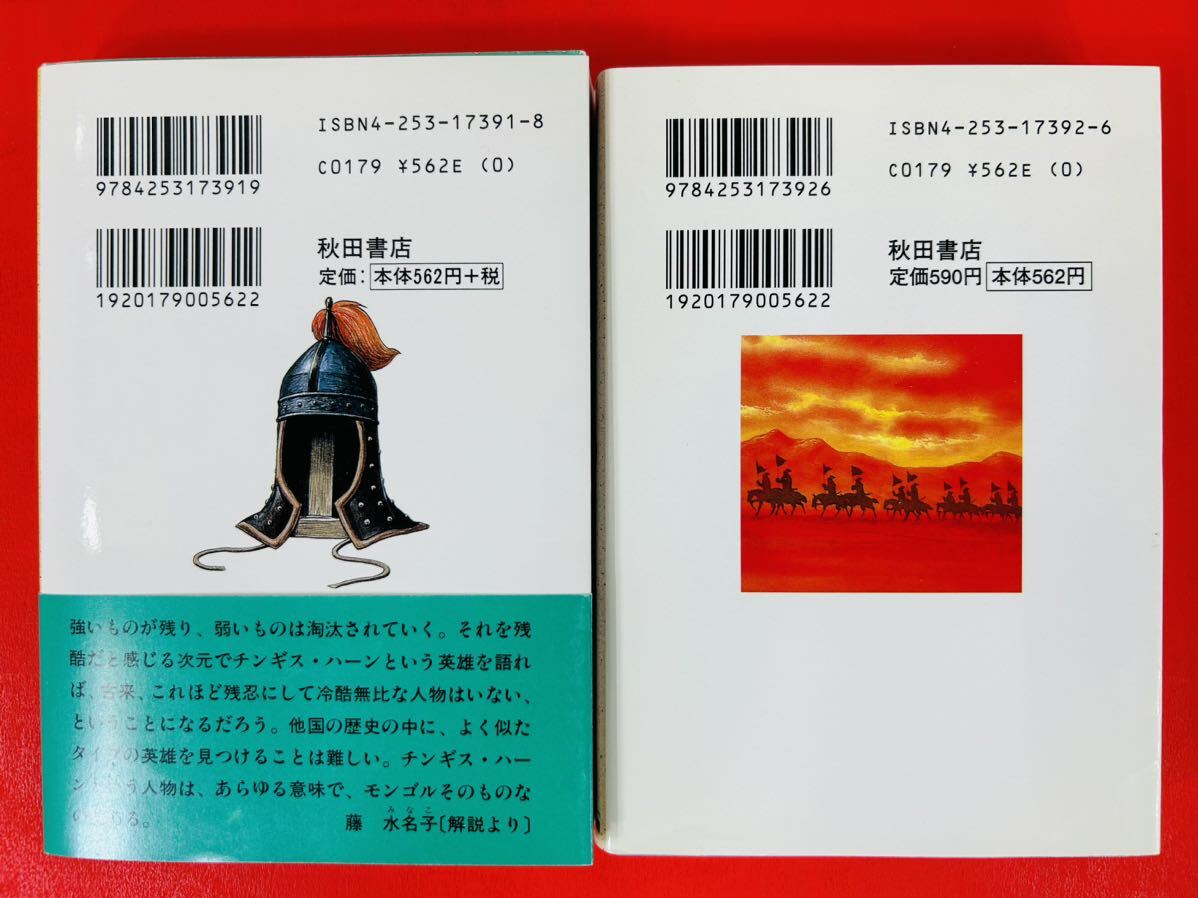 ISBN4-253-17391-8
C0179 ¥562E (0)
9784253173919
秋田書店
定価：本体562円+税
1920179005622
強いものが残り、弱いものは淘汰されていく。それを残
酷だと感じる次元でチンギス・ハーンという英雄を語れ
ば、古来、これほど残忍にして冷酷無比な人物はいない、
ということになるだろう。他国の歴史の中に、よく似た
タイプの英雄を見つけることは難しい。チンギス・ハー
ンという人物は、あらゆる意味で、モンゴルそのものな
のである。
みなこ
藤 水名子〔解説より〕
ISBN4-253-17392-6
C0179 ¥562E (0)
9784253173926
秋田書店
定価590円 本体562円
1920179005622